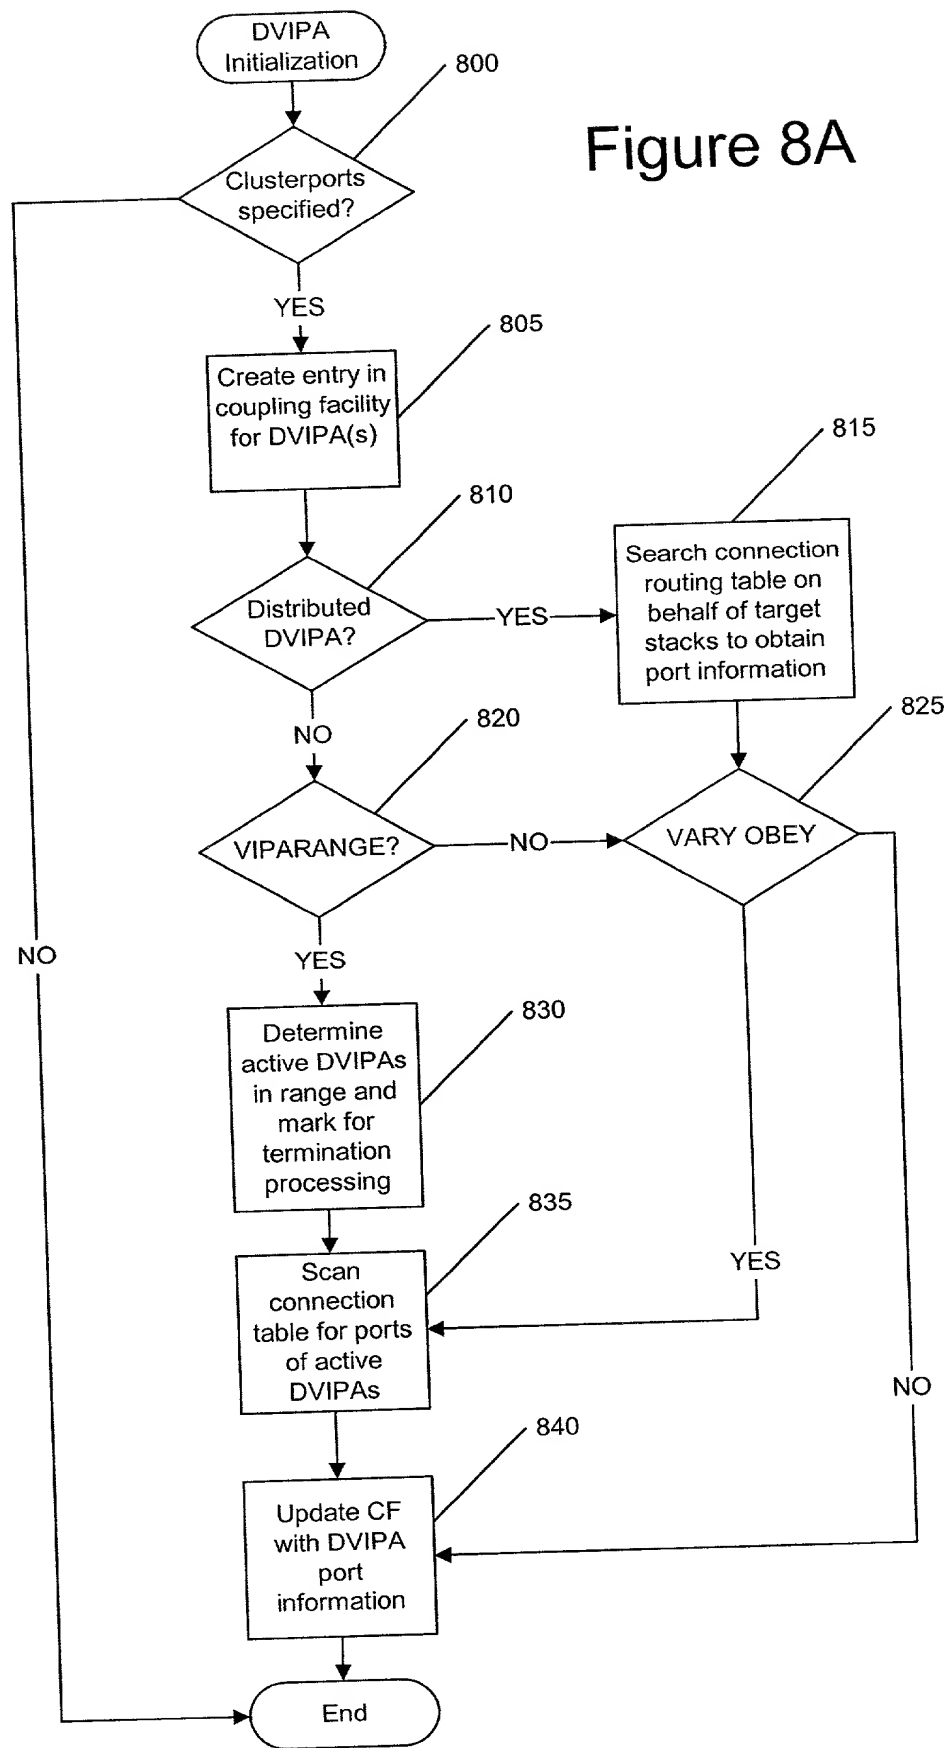 DVIPA
Initialization
800
Figure 8A
Clusterports
specified?
YES
805
Create entry in
coupling facility
for DVIPA(s)
810
815
Distributed
DVIPA?
YES
Search connection
routing table on
behalf of target
stacks to obtain
port information
NO
820
825
VIPARANGE?
NO
VARY OBEY
NO
YES
830
Determine
active DVIPAs
in range and
mark for
termination
processing
835
YES
Scan
connection
table for ports
of active
DVIPAs
NO
840
Update CF
with DVIPA
port
information
End